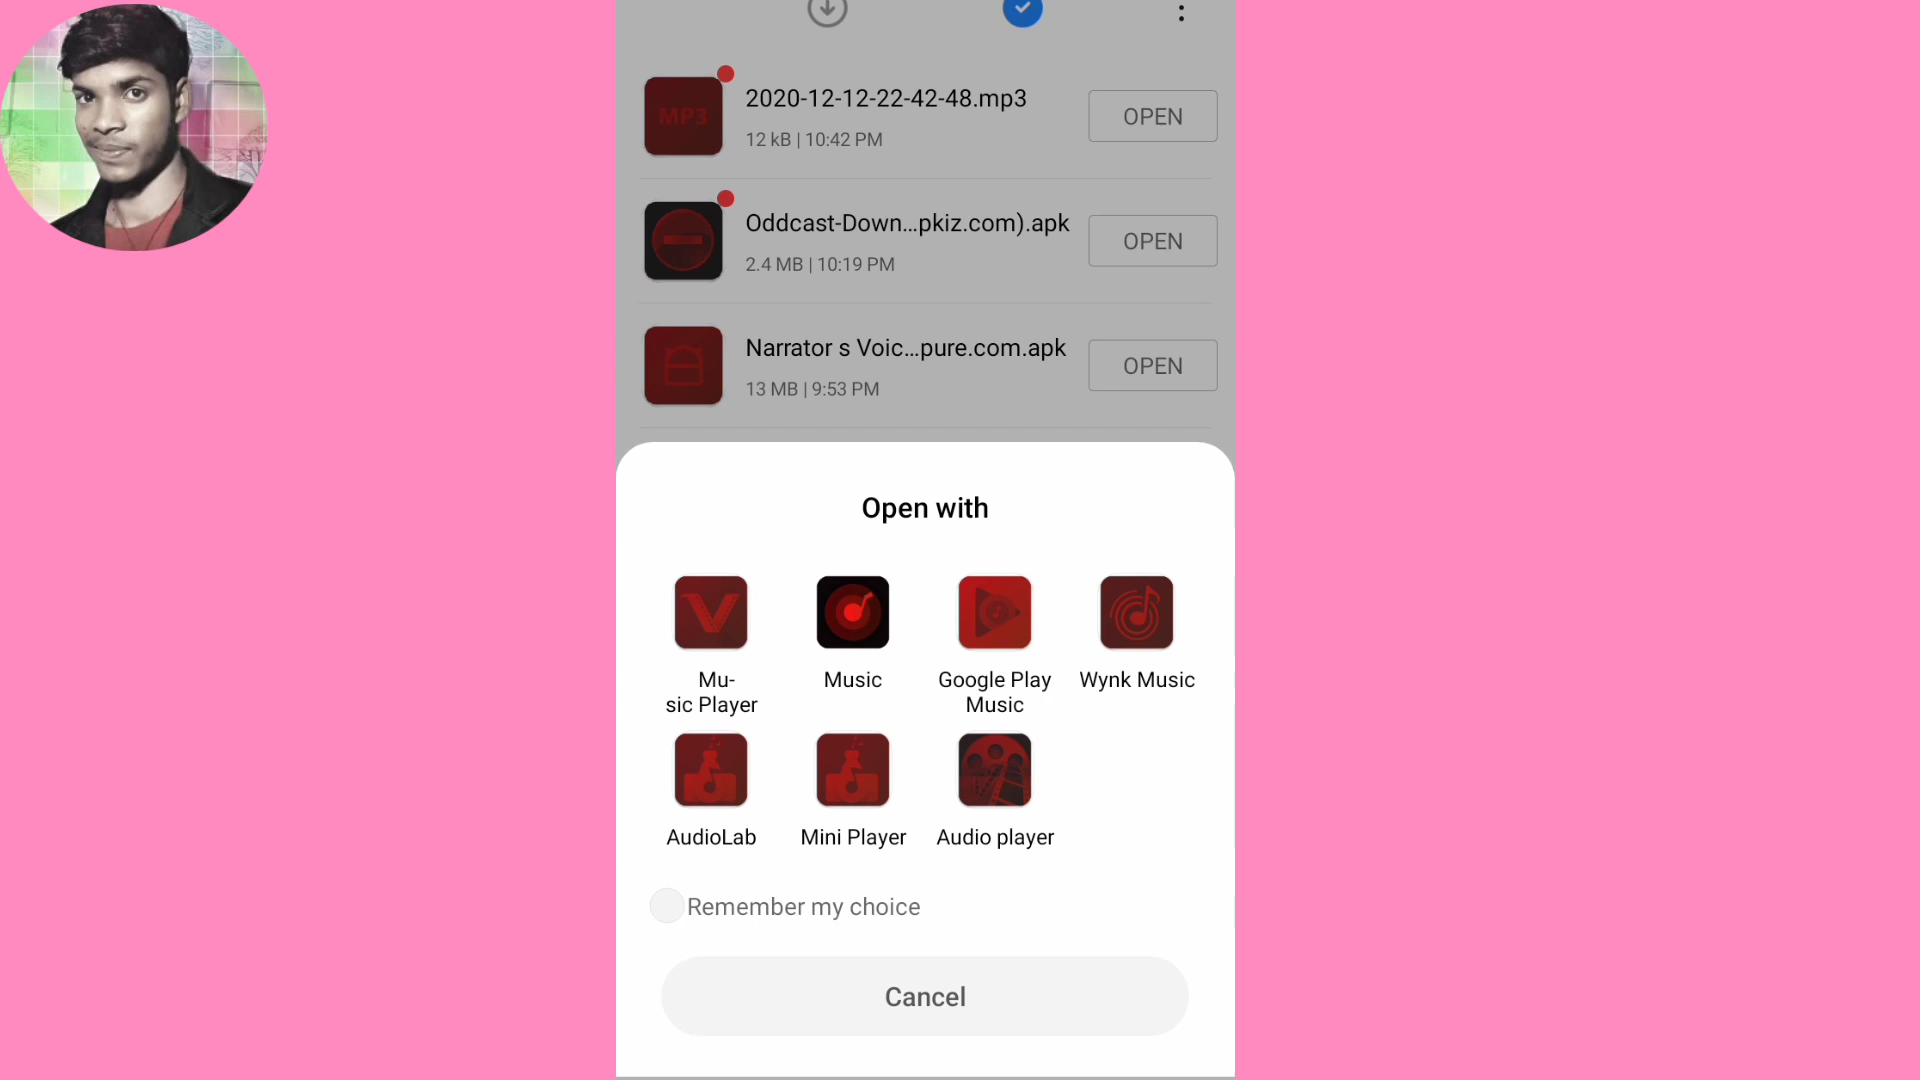 MP3
2020-12-12-22-42-48.mp3
OPEN
12 kB | 10:42 PM
Oddcast-Down...pkiz.com).apk
OPEN
2.4 MB | 10:19 PM
Narrator s Voic...pure.com.apk
OPEN
13 MB | 9:53 PM
Open with
Mu-
sic Player
Music
Google Play
Music
Wynk Music
AudioLab
Mini Player
Audio player
Remember my choice
Cancel